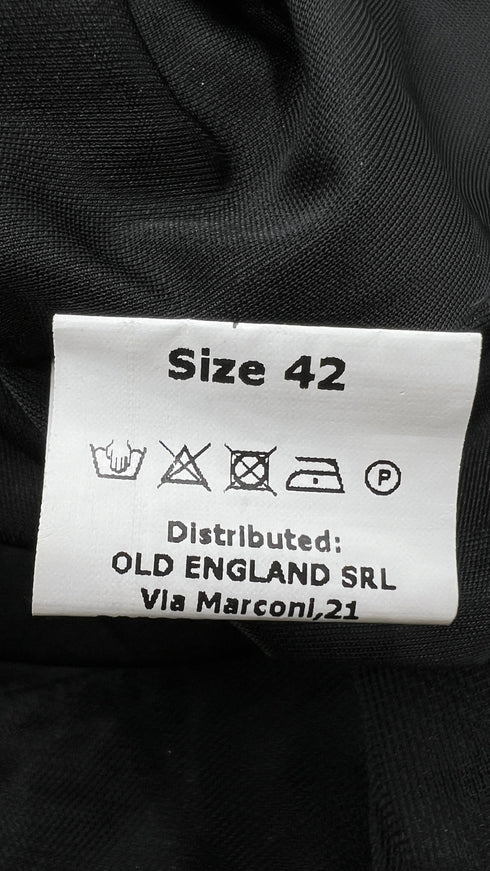 Size 42
P
Distributed:
OLD ENGLAND SRL
Via Marconi,21